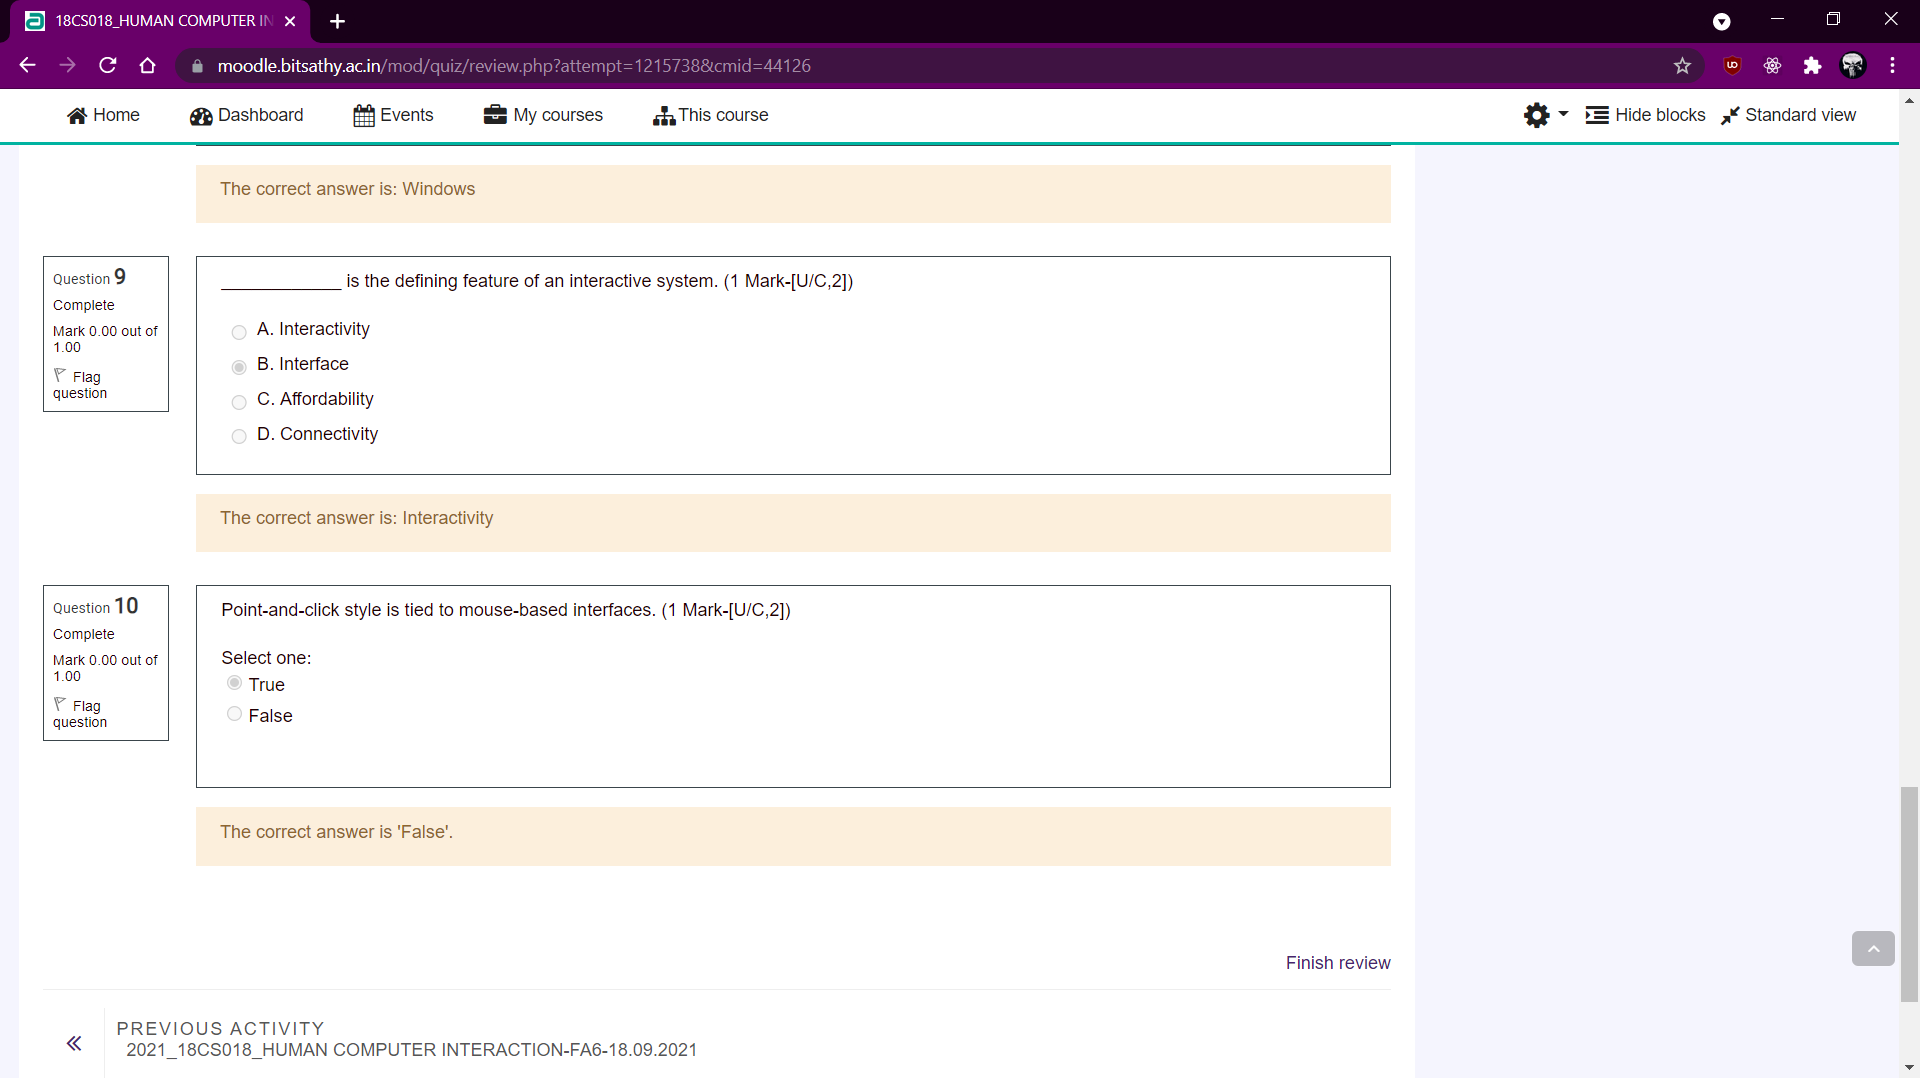 18CS018_HUMAN COMPUTER IN
moodle.bitsathy.ac.in/mod/quiz/review.php?attempt=1215738&cmid=44126
Home Dashboard Events My courses This course Hide blocks Standard view
The correct answer is: Windows
Question 9
Complete
Mark 0.00 out of
1.00
Flag
question
____________ is the defining feature of an interactive system. (1 Mark-[U/C,2])
A. Interactivity
B. Interface
C. Affordability
D. Connectivity
The correct answer is: Interactivity
Question 10
Complete
Mark 0.00 out of
1.00
Flag
question
Point-and-click style is tied to mouse-based interfaces. (1 Mark-[U/C,2])
Select one:
True
False
The correct answer is 'False'.
Finish review
PREVIOUS ACTIVITY
2021_18CS018_HUMAN COMPUTER INTERACTION-FA6-18.09.2021